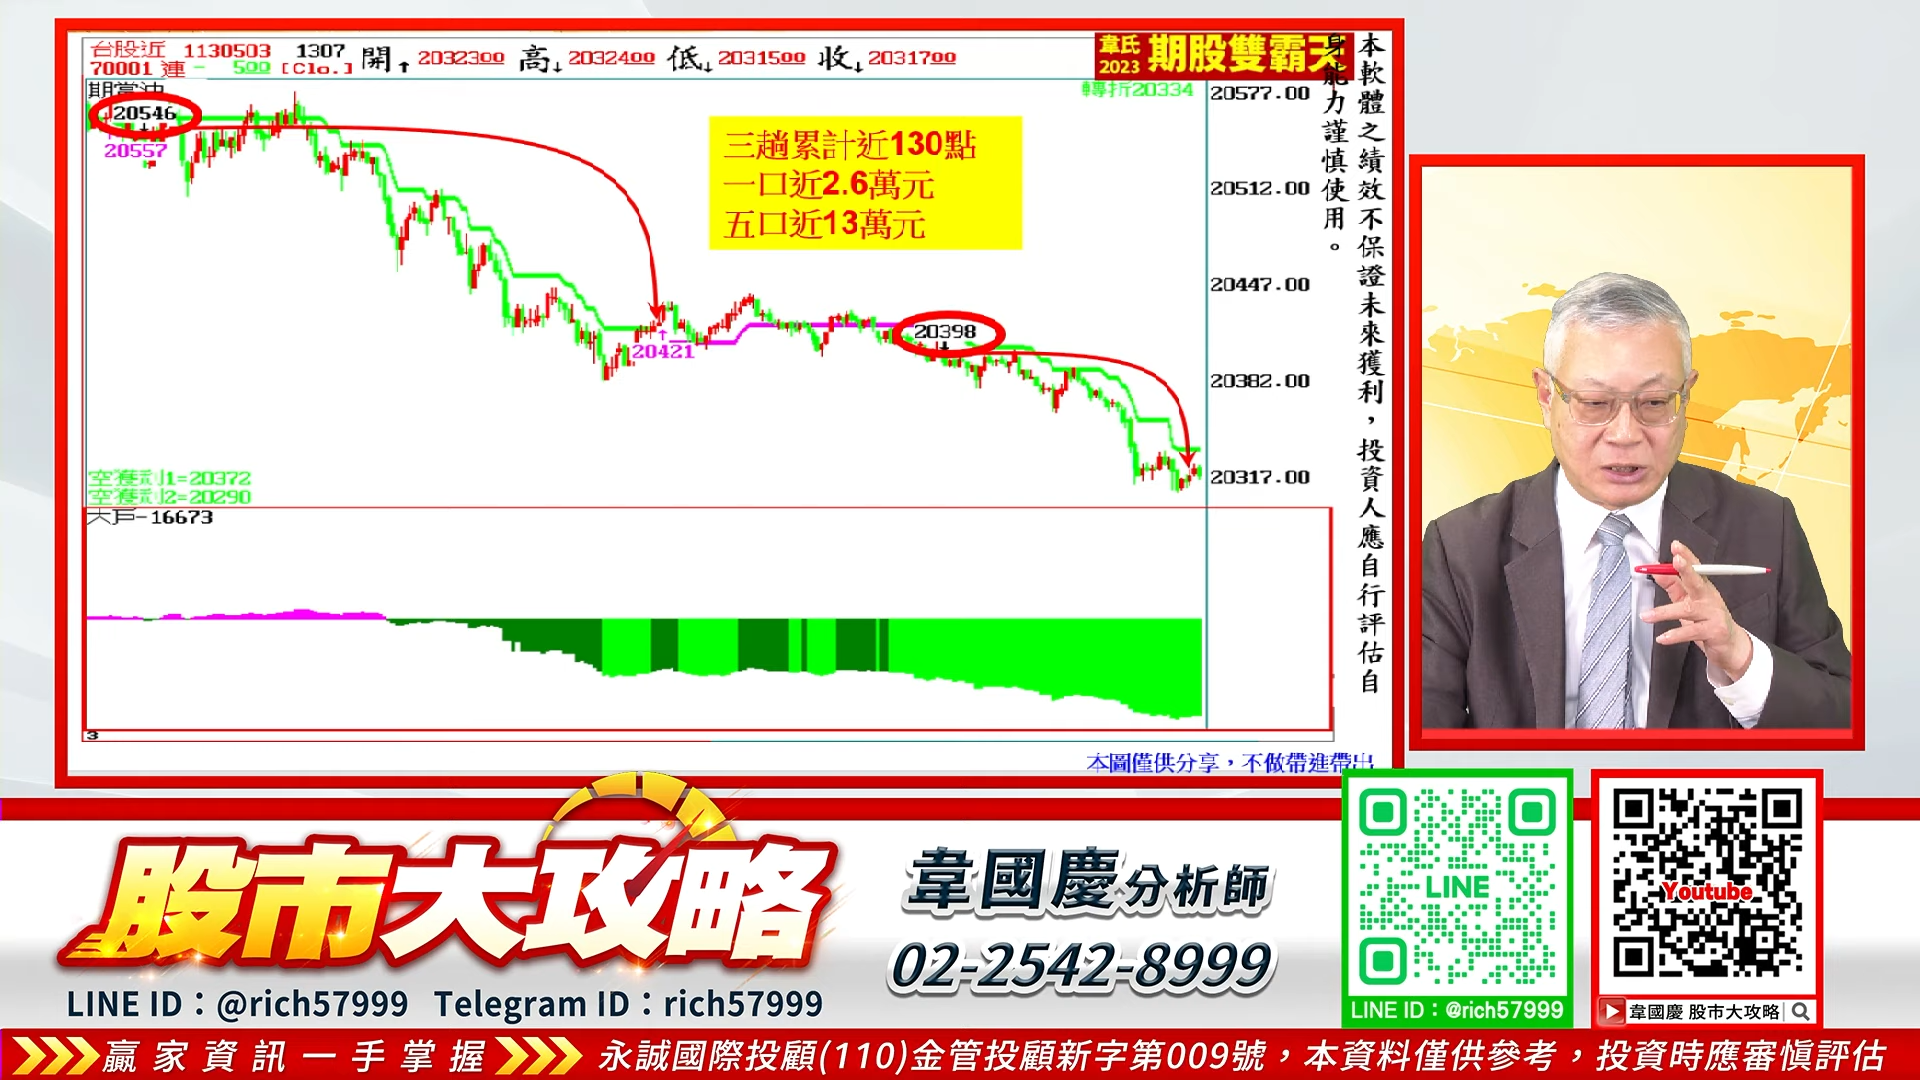 台股近 1130503 1307 開↑ 2032300 高↓ 2032400 低↓ 2031500 收↓ 2031700
70001 連 - 500 [Clo.]
韋氏 2023 期股雙霸天
轉折20334
20546
20557
三趟累計近130點
一口近2.6萬元
五口近13萬元
20421
20398
20577.00
20512.00
20447.00
20382.00
20317.00
空獲利1=20372
空獲利2=20290
大戶-16673
3
本軟體之績效不保證未來獲利，投資人應自行評估自
身能力謹慎使用。
本圖僅供分享，不做帶進帶出
股市大攻略
LINE ID：@rich57999 Telegram ID：rich57999
韋國慶分析師
02-2542-8999
LINE
LINE ID：@rich57999
Youtube
韋國慶 股市大攻略
贏家資訊一手掌握
永誠國際投顧(110)金管投顧新字第009號，本資料僅供參考，投資時應審慎評估